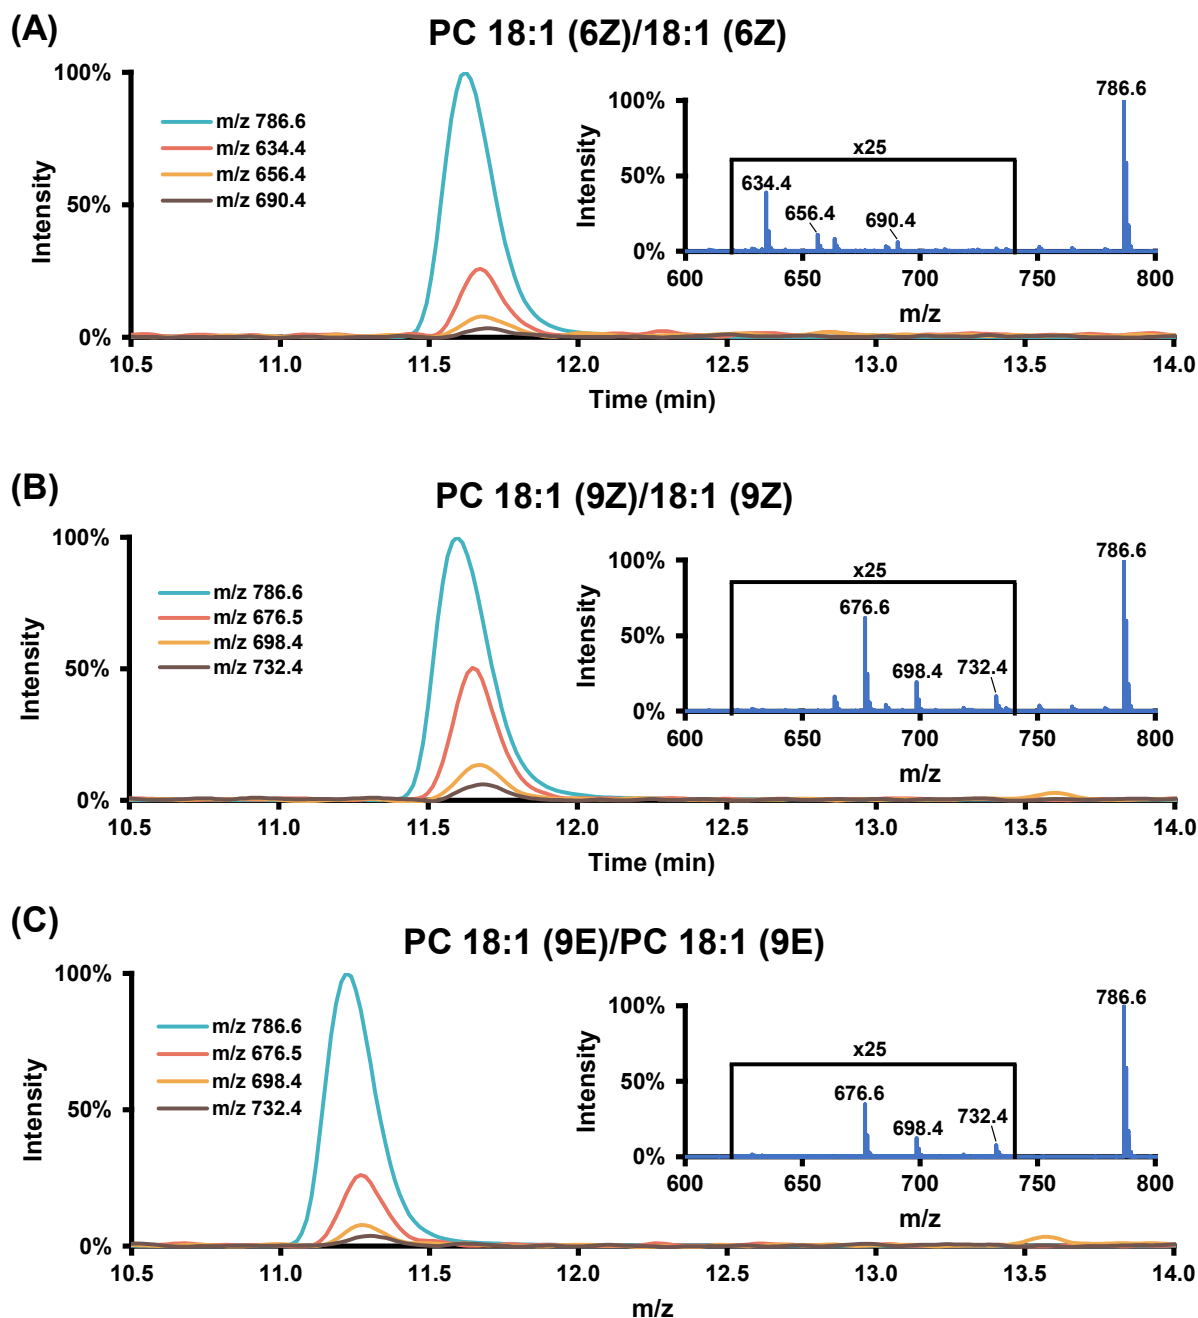 (A)
PC 18:1 (6Z)/18:1 (6Z)
100%
50%
0%
Intensity
m/z 786.6
m/z 634.4
m/z 656.4
m/z 690.4
10.5 11.0 11.5 12.0 12.5 13.0 13.5 14.0
Time (min)
100%
50%
0%
Intensity
x25
634.4
656.4
690.4
786.6
600 650 700 750 800
m/z
(B)
PC 18:1 (9Z)/18:1 (9Z)
100%
50%
0%
Intensity
m/z 786.6
m/z 676.5
m/z 698.4
m/z 732.4
10.5 11.0 11.5 12.0 12.5 13.0 13.5 14.0
Time (min)
100%
50%
0%
Intensity
x25
676.6
698.4
732.4
786.6
600 650 700 750 800
m/z
(C)
PC 18:1 (9E)/PC 18:1 (9E)
100%
50%
0%
Intensity
m/z 786.6
m/z 676.5
m/z 698.4
m/z 732.4
10.5 11.0 11.5 12.0 12.5 13.0 13.5 14.0
m/z
100%
50%
0%
Intensity
x25
676.6
698.4
732.4
786.6
600 650 700 750 800
m/z